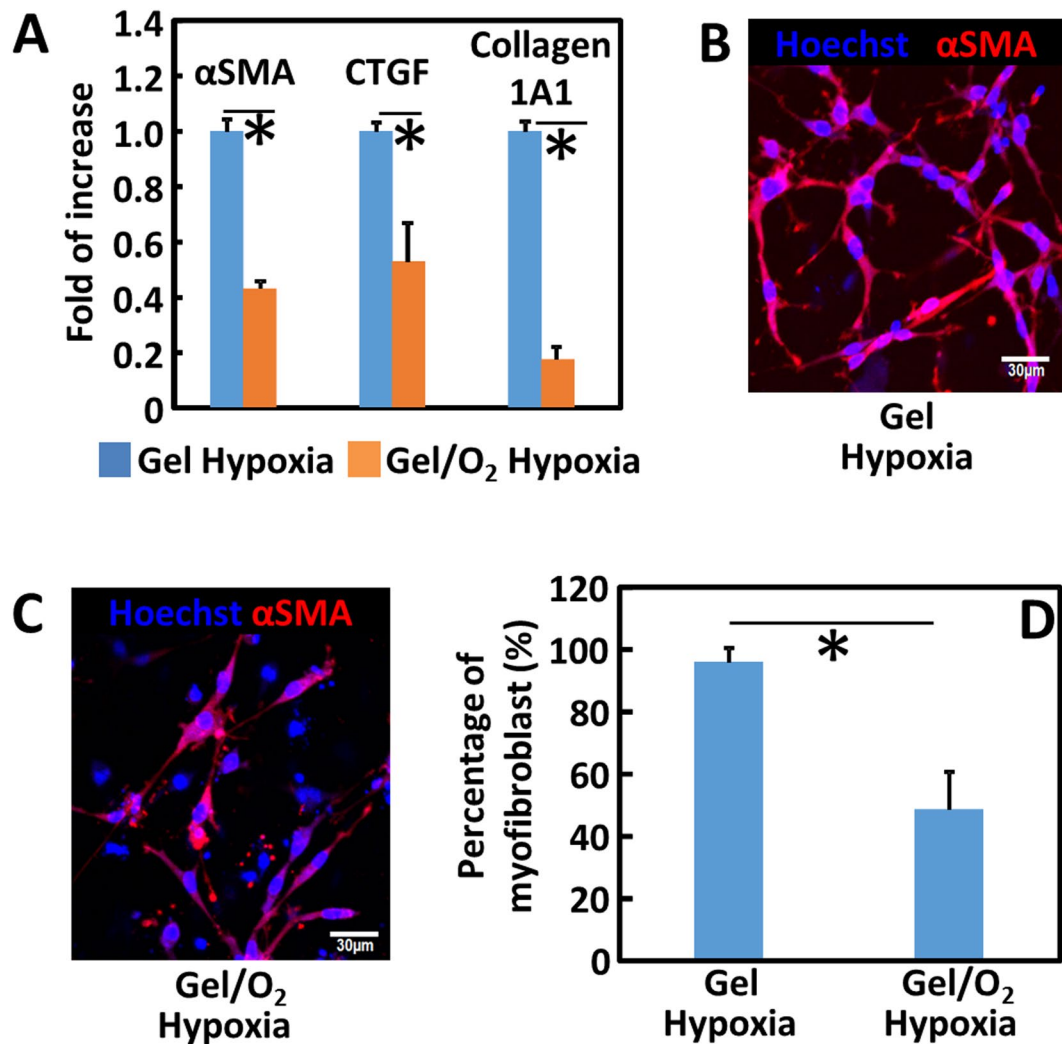 A
1.4
1.2
1.0
0.8
0.6
0.4
0.2
0
Fold of increase
αSMA
CTGF
Collagen
1A1
*
*
*
Gel Hypoxia
Gel/O₂ Hypoxia
B
Hoechst αSMA
30μm
Gel
Hypoxia
C
Hoechst αSMA
30μm
Gel/O₂
Hypoxia
D
120
100
80
60
40
20
0
Percentage of
myofibroblast (%)
*
Gel
Hypoxia
Gel/O₂
Hypoxia